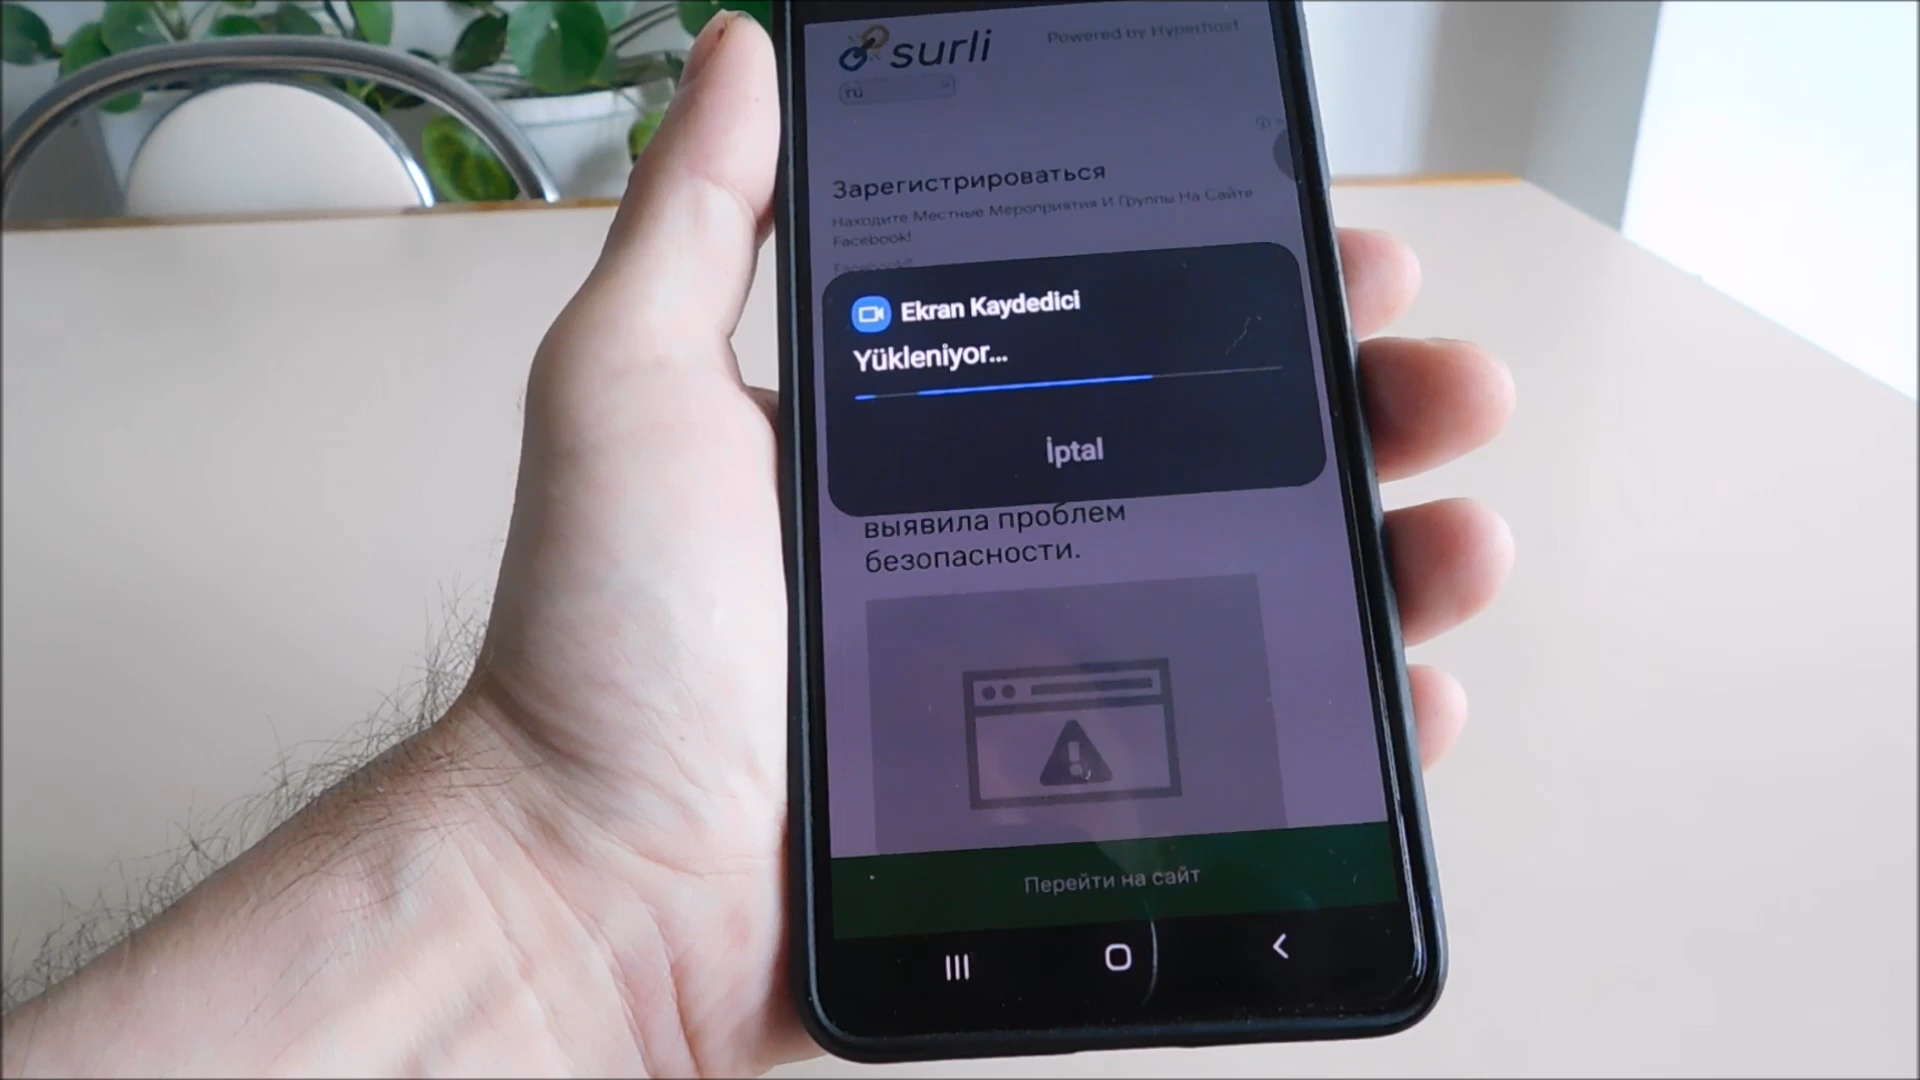 surli
Powered by Hyperhost
ru
Зарегистрироваться
Находите Местные Мероприятия И Группы На Сайте
Facebook!
Facebook®
Ekran Kaydedici
Yükleniyor...
İptal
выявила проблем
безопасности.
Перейти на сайт